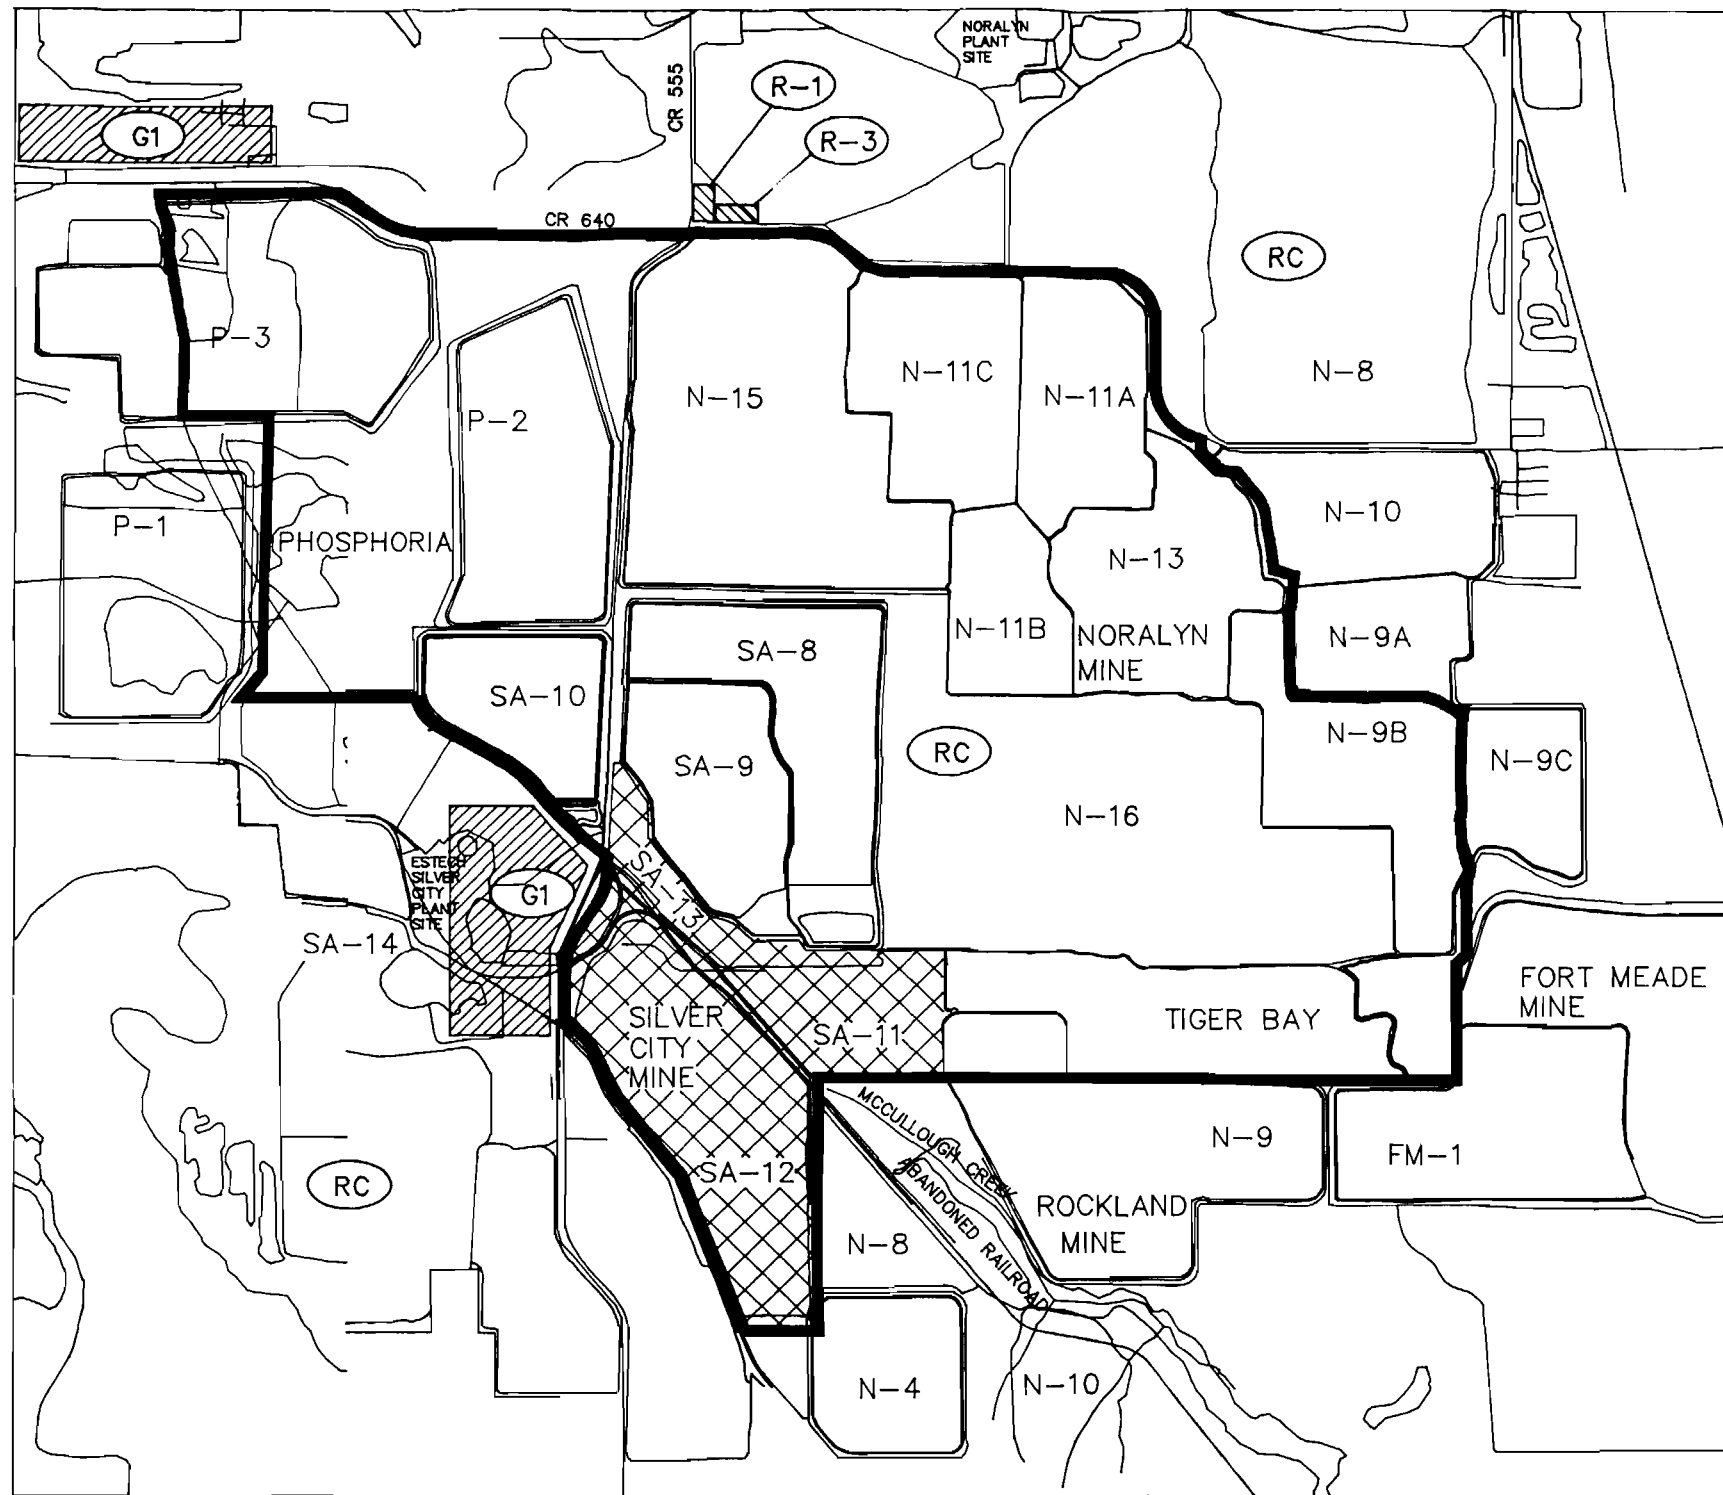 NORALYN
PLANT
SITE
CR 555
R-1
G1
R-3
CR 640
RC
P-3
N-8
N-11C
N-15
N-11A
P-2
N-10
P-1
PHOSPHORIA
N-13
N-11B
NORALYN
MINE
N-9A
SA-8
SA-10
N-9B
RC
SA-9
N-9C
N-16
ESTECH
SILVER
CITY
PLANT
SITE
G1
SA-13
SA-14
FORT MEADE
MINE
SILVER
CITY
MINE
TIGER BAY
SA-11
MCCULLOUGH CREEK
N-9
FM-1
SA-12
RC
ABANDONED RAILROAD
ROCKLAND
MINE
N-8
N-4
N-10